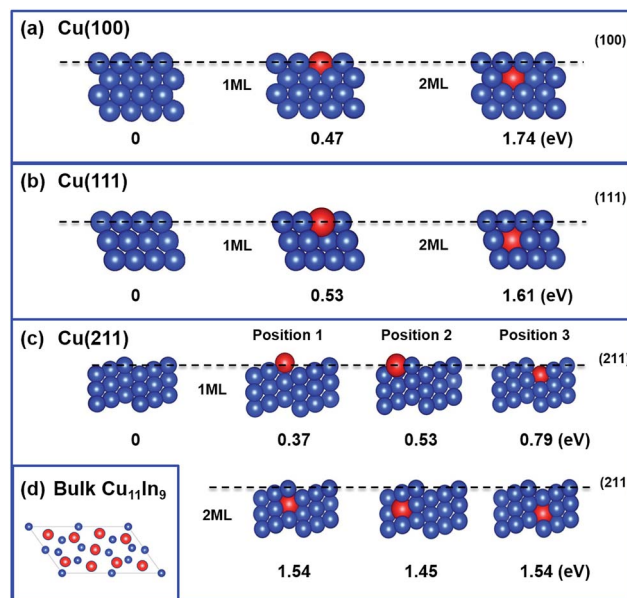 (a) Cu(100)
(100)
1ML
2ML
0
0.47
1.74 (eV)
(b) Cu(111)
(111)
1ML
2ML
0
0.53
1.61 (eV)
(c) Cu(211)
Position 1
Position 2
Position 3
(211)
1ML
0
0.37
0.53
0.79 (eV)
(d) Bulk Cu11In9
(211
2ML
1.54
1.45
1.54